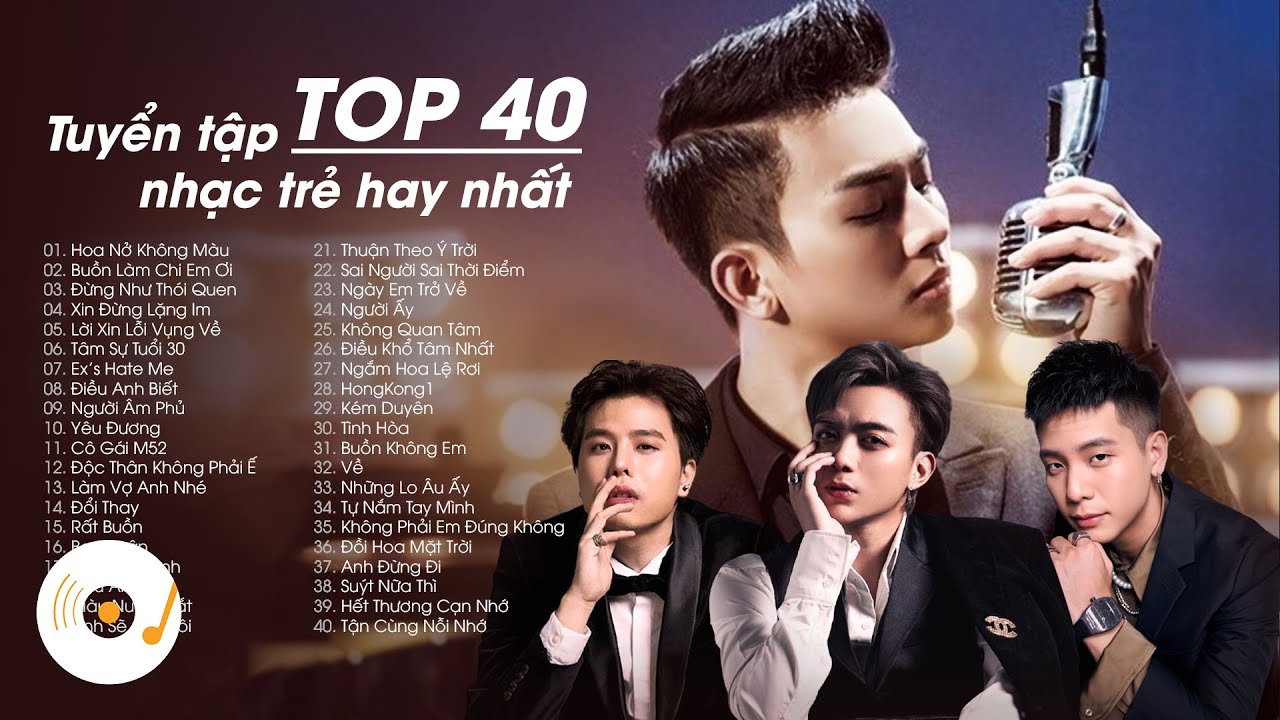 Tuyển tập TOP 40
nhạc trẻ hay nhất
01. Hoa Nở Không Màu
02. Buồn Làm Chi Em Ơi
03. Đừng Như Thói Quen
04. Xin Đừng Lặng Im
05. Lời Xin Lỗi Vụng Về
06. Tâm Sự Tuổi 30
07. Ex's Hate Me
08. Điều Anh Biết
09. Người Âm Phủ
10. Yêu Đương
11. Cô Gái M52
12. Độc Thân Không Phải Ế
13. Làm Vợ Anh Nhé
14. Đổi Thay
15. Rất Buồn
16.
21. Thuận Theo Ý Trời
22. Sai Người Sai Thời Điểm
23. Ngày Em Trở Về
24. Người Ấy
25. Không Quan Tâm
26. Điều Khổ Tâm Nhất
27. Ngắm Hoa Lệ Rơi
28. HongKong1
29. Kém Duyên
30. Tình Hòa
31. Buồn Không Em
32. Về
33. Những Lo Âu Ấy
34. Tự Nắm Tay Mình
35. Không Phải Em Đúng Không
36. Đồi Hoa Mặt Trời
37. Anh Đừng Đi
38. Suýt Nữa Thì
39. Hết Thương Cạn Nhớ
40. Tận Cùng Nỗi Nhớ